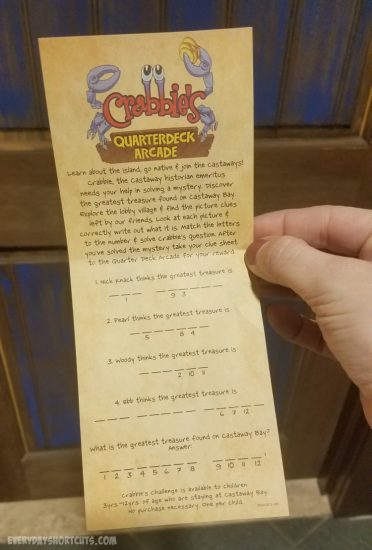 Crabbie's
QUARTERDECK
ARCADE
Learn about the island, go native & join the Castaways!
Crabbie, the Castaway historian emeritus
needs your help in solving a mystery. Discover
the greatest treasure found on Castaway Bay.
Explore the lobby village & find the picture clues
left by our friends. Look at each picture &
correctly write out what it is. Match the letters
to the number & solve Crabbie's question. After
you've solved the mystery take your clue sheet
to the Quarter Deck Arcade for your reward.
1. Nick Knack thinks the greatest treasure is
1 9 3
2. Pearl thinks the greatest treasure is
5 8 4
3. Woody thinks the greatest treasure is
2 10 11
4. Ebb thinks the greatest treasure is
6 7 12
What is the greatest treasure found on Castaway Bay?
Answer:
!
1 2 3 4 5 6 7 8 9 10 11 12
Crabbie's Challenge is available to children
3yrs-12yrs. of age who are staying at Castaway Bay.
No purchase necessary. One per child.
EVERYDAYSHORTCUTS.COM